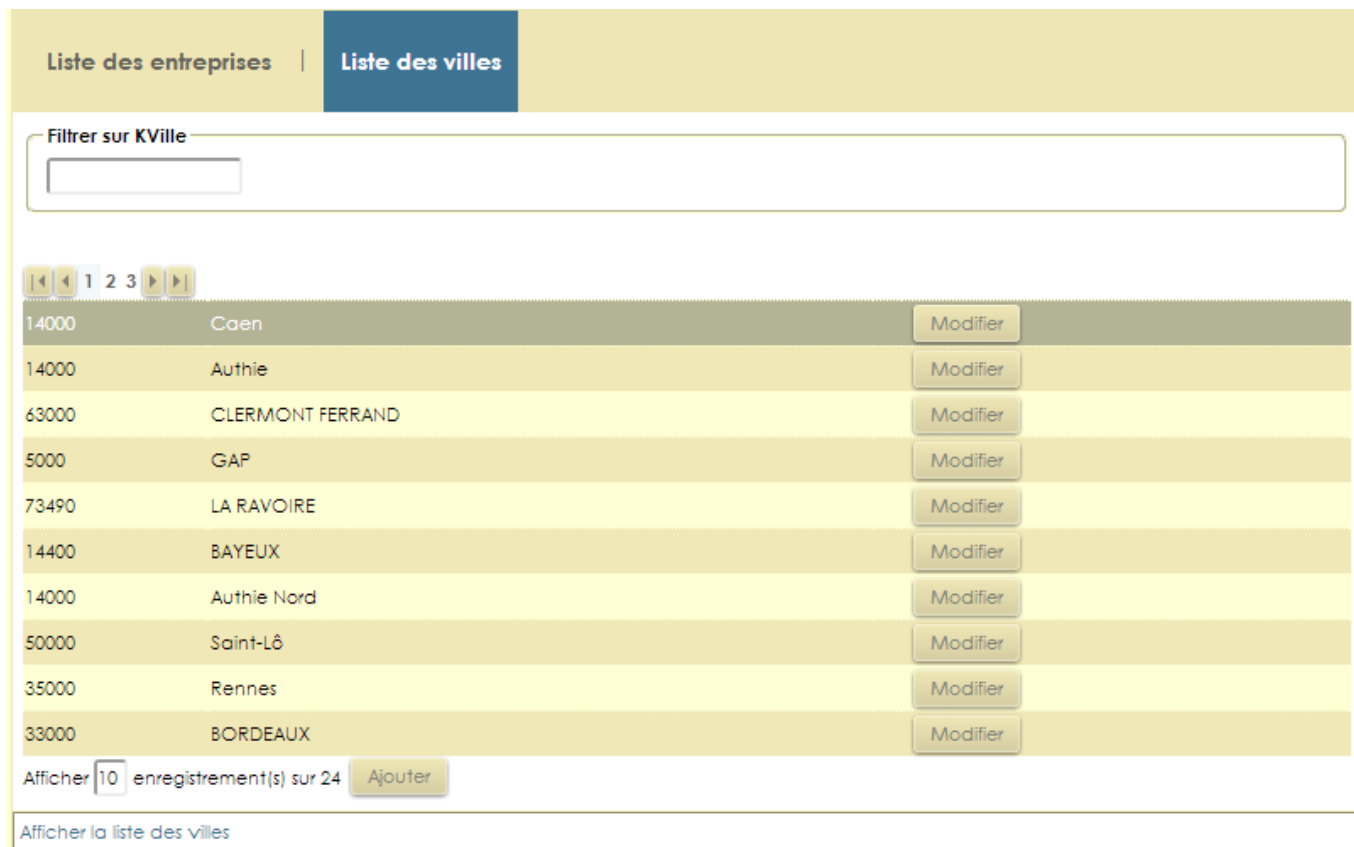 Liste des entreprises | Liste des villes
Filtrer sur KVille
1 2 3
14000 Caen Modifier
14000 Authie Modifier
63000 CLERMONT FERRAND Modifier
5000 GAP Modifier
73490 LA RAVOIRE Modifier
14400 BAYEUX Modifier
14000 Authie Nord Modifier
50000 Saint-Lô Modifier
35000 Rennes Modifier
33000 BORDEAUX Modifier
Afficher 10 enregistrement(s) sur 24 Ajouter
Afficher la liste des villes